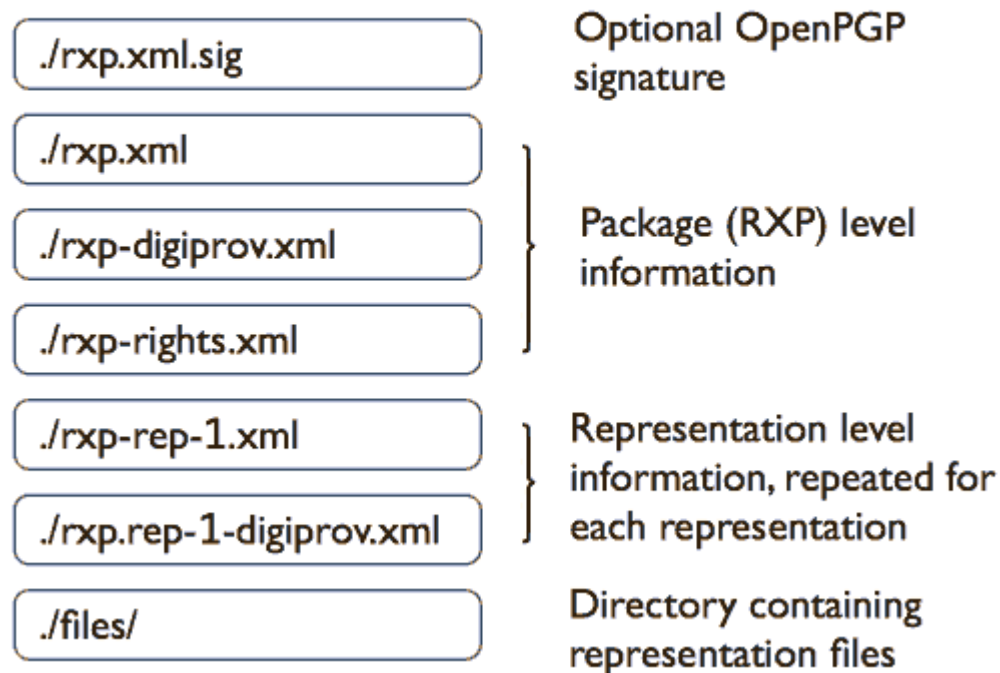 ./rxp.xml.sig
Optional OpenPGP
signature
./rxp.xml
./rxp-digiprov.xml
./rxp-rights.xml
Package (RXP) level
information
./rxp-rep-1.xml
./rxp.rep-1-digiprov.xml
Representation level
information, repeated for
each representation
./files/
Directory containing
representation files